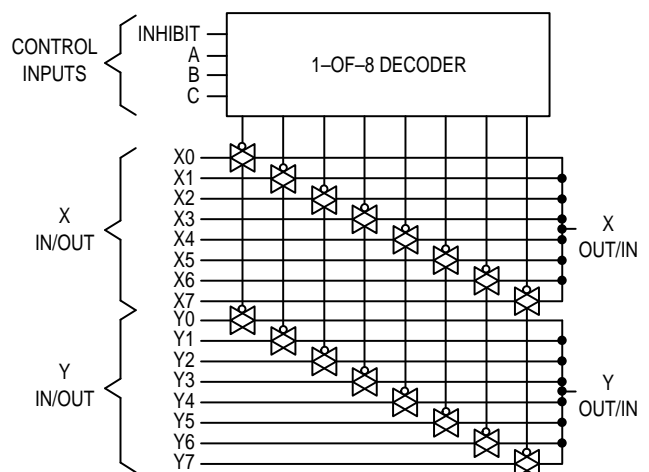 CONTROL
INPUTS
INHIBIT
A
B
C
1–OF–8 DECODER
X
IN/OUT
X0
X1
X2
X3
X4
X5
X6
X7
X
OUT/IN
Y
IN/OUT
Y0
Y1
Y2
Y3
Y4
Y5
Y6
Y7
Y
OUT/IN